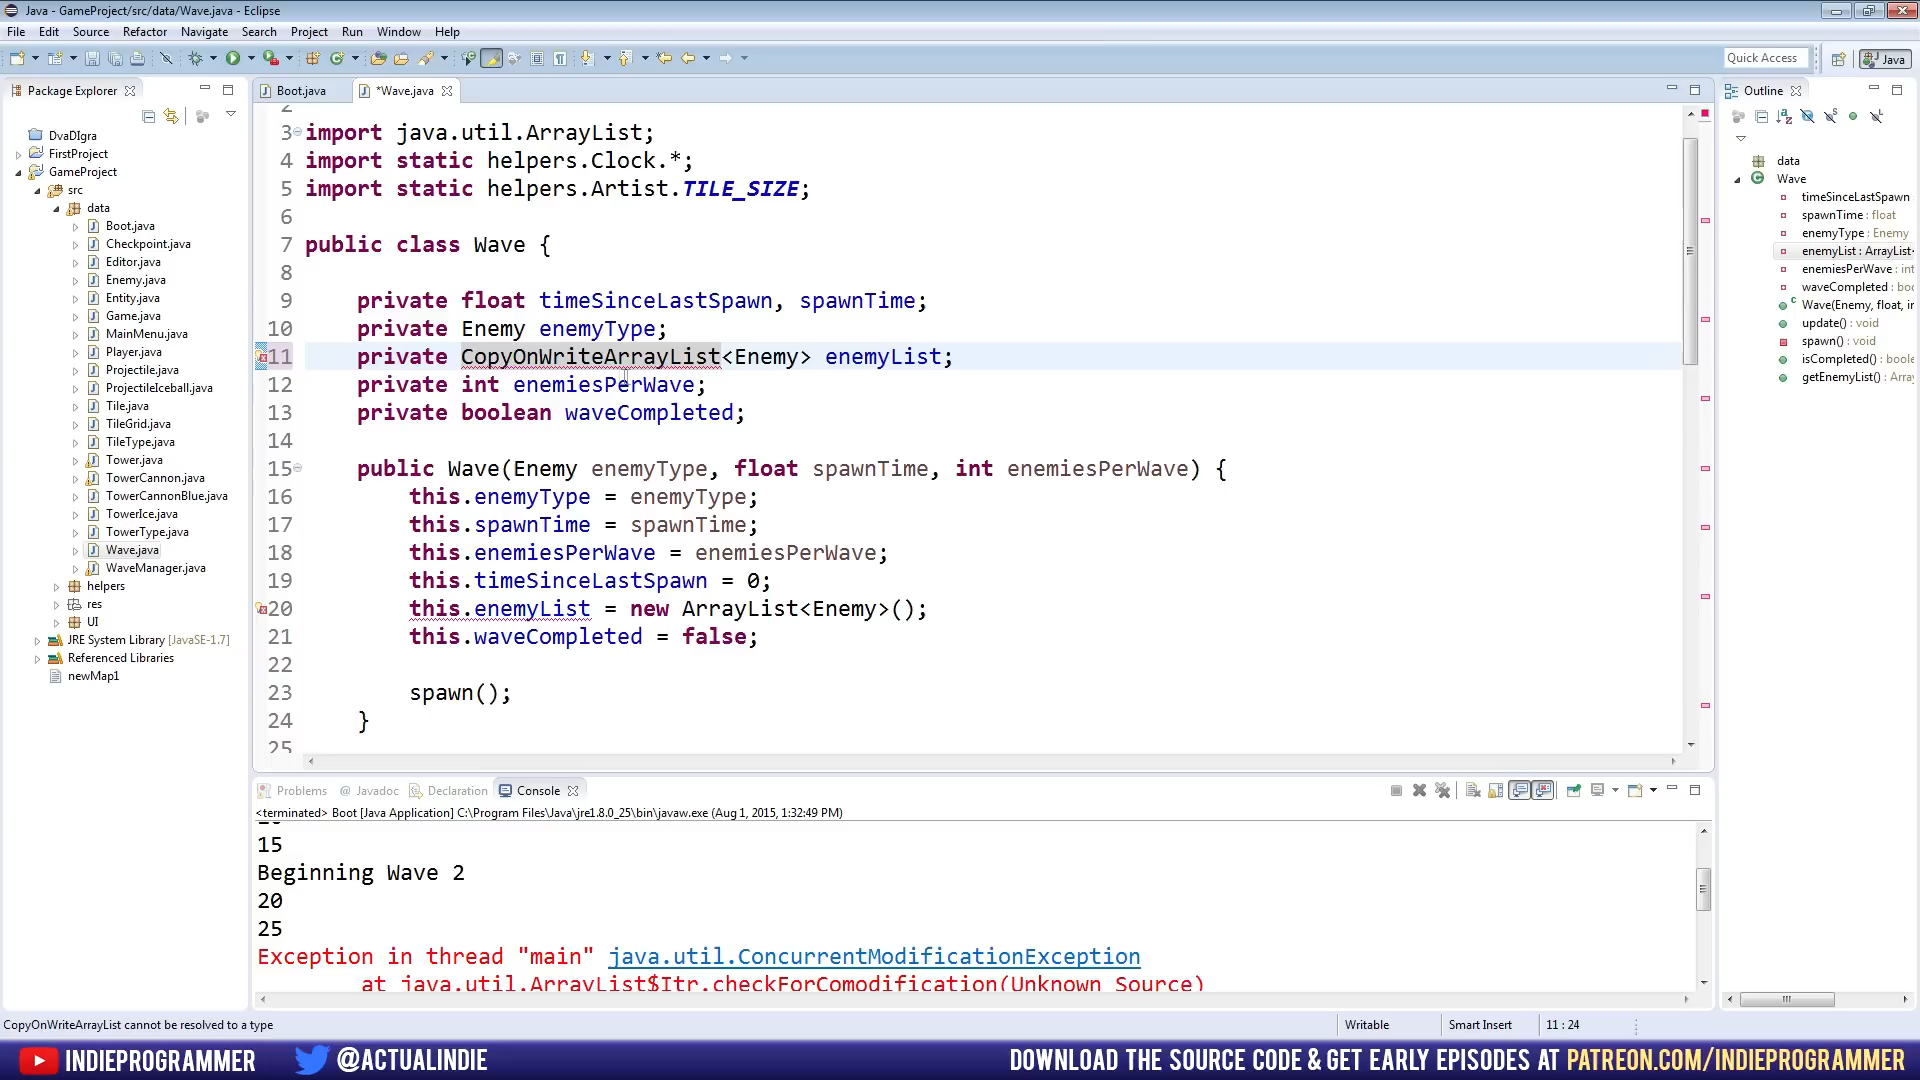 Java - GameProject/src/data/Wave.java - Eclipse
File Edit Source Refactor Navigate Search Project Run Window Help
Quick Access Java
Package Explorer
DvaDIgra
FirstProject
GameProject
src
data
Boot.java
Checkpoint.java
Editor.java
Enemy.java
Entity.java
Game.java
MainMenu.java
Player.java
Projectile.java
ProjectileIceball.java
Tile.java
TileGrid.java
TileType.java
Tower.java
TowerCannon.java
TowerCannonBlue.java
TowerIce.java
TowerType.java
Wave.java
WaveManager.java
helpers
res
UI
JRE System Library [JavaSE-1.7]
Referenced Libraries
newMap1
Boot.java *Wave.java
2
3 import java.util.ArrayList;
4 import static helpers.Clock.*;
5 import static helpers.Artist.TILE_SIZE;
6
7 public class Wave {
8
9 private float timeSinceLastSpawn, spawnTime;
10 private Enemy enemyType;
11 private CopyOnWriteArrayList<Enemy> enemyList;
12 private int enemiesPerWave;
13 private boolean waveCompleted;
14
15 public Wave(Enemy enemyType, float spawnTime, int enemiesPerWave) {
16 this.enemyType = enemyType;
17 this.spawnTime = spawnTime;
18 this.enemiesPerWave = enemiesPerWave;
19 this.timeSinceLastSpawn = 0;
20 this.enemyList = new ArrayList<Enemy>();
21 this.waveCompleted = false;
22
23 spawn();
24 }
25
Outline
data
Wave
timeSinceLastSpawn
spawnTime : float
enemyType : Enemy
enemyList : ArrayList<
enemiesPerWave : int
waveCompleted : boo
Wave(Enemy, float, in
update() : void
spawn() : void
isCompleted() : boole
getEnemyList() : Array
Problems @ Javadoc Declaration Console
<terminated> Boot [Java Application] C:\Program Files\Java\jre1.8.0_25\bin\javaw.exe (Aug 1, 2015, 1:32:49 PM)
15
Beginning Wave 2
20
25
Exception in thread "main" java.util.ConcurrentModificationException
at java.util.ArrayList$Itr.checkForComodification(Unknown Source)
CopyOnWriteArrayList cannot be resolved to a type Writable Smart Insert 11 : 24
INDIEPROGRAMMER @ACTUALINDIE DOWNLOAD THE SOURCE CODE & GET EARLY EPISODES AT PATREON.COM/INDIEPROGRAMMER